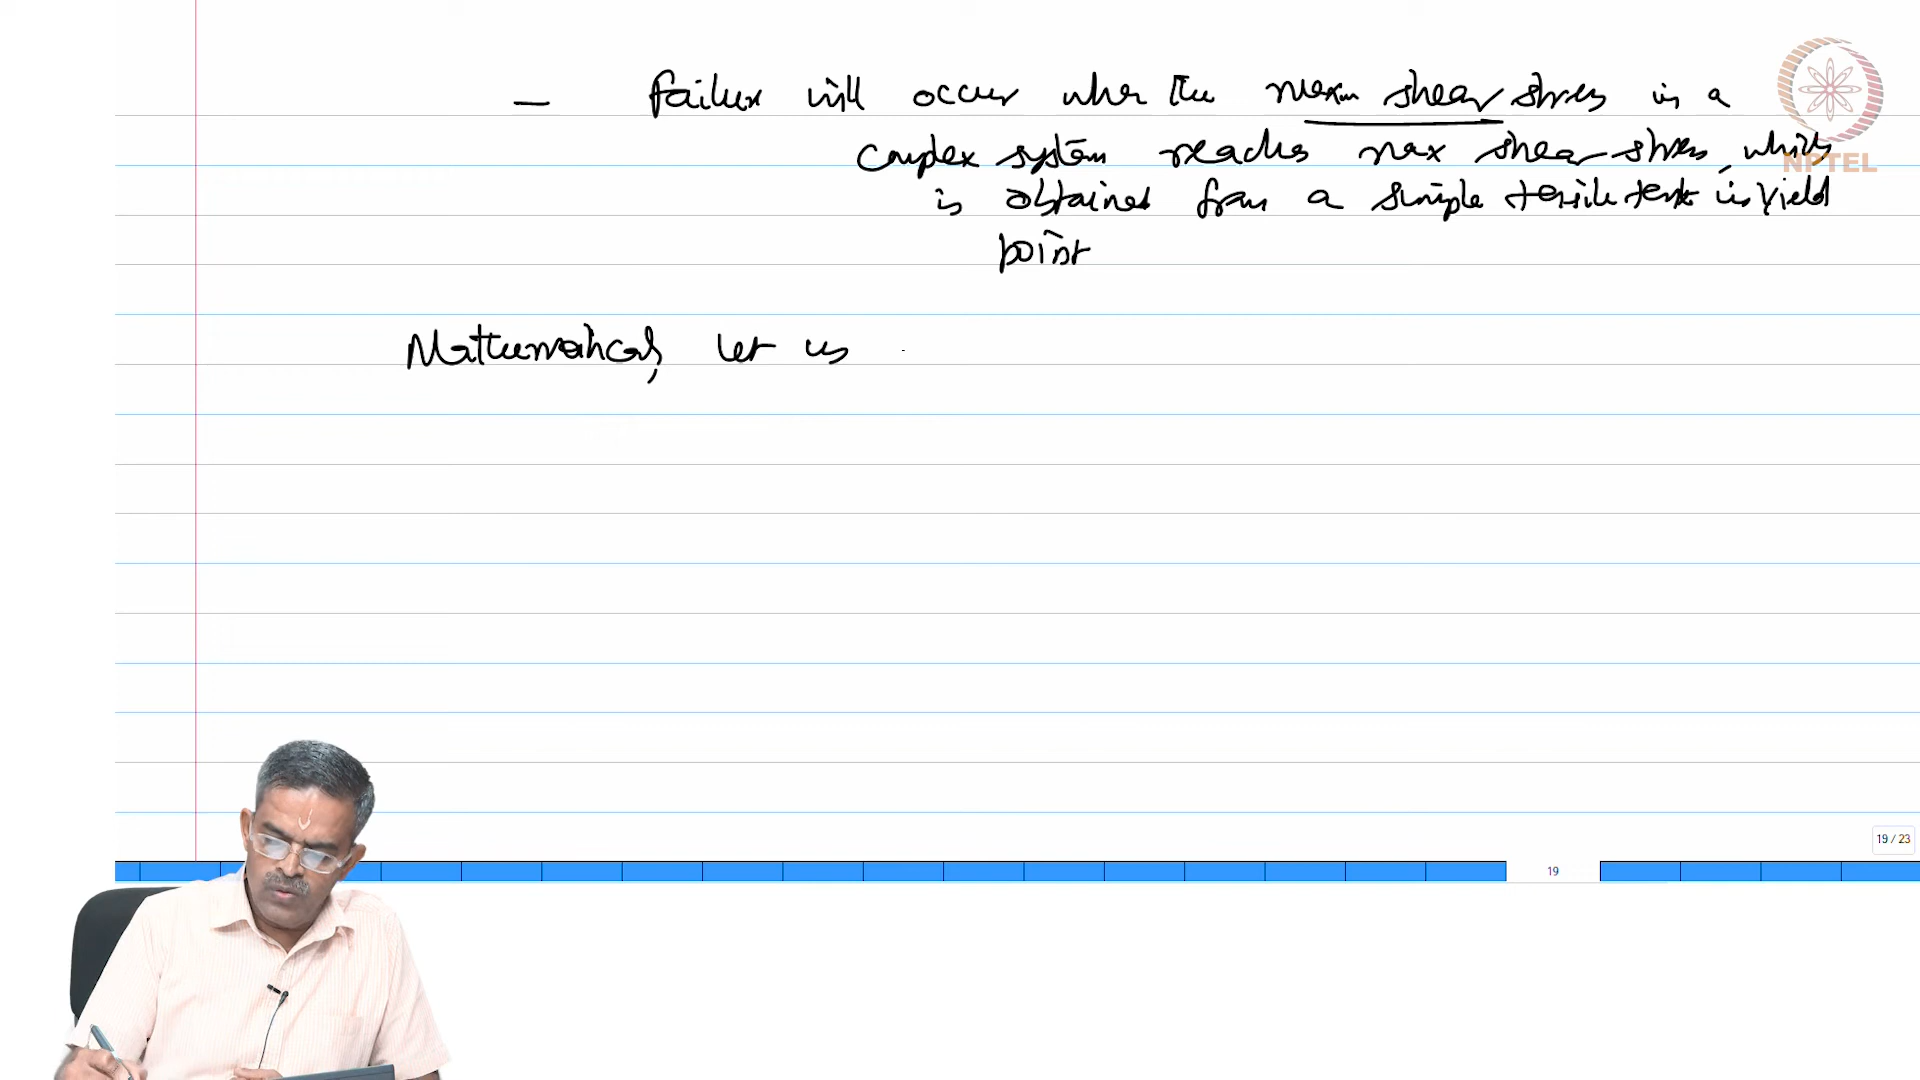 — failure will occur when the maxm shear stress in a
complex system reaches max shear stress, which
is obtained from a simple tensile test in yield
point
Mathematically, let us
NPTEL
19 / 23
19